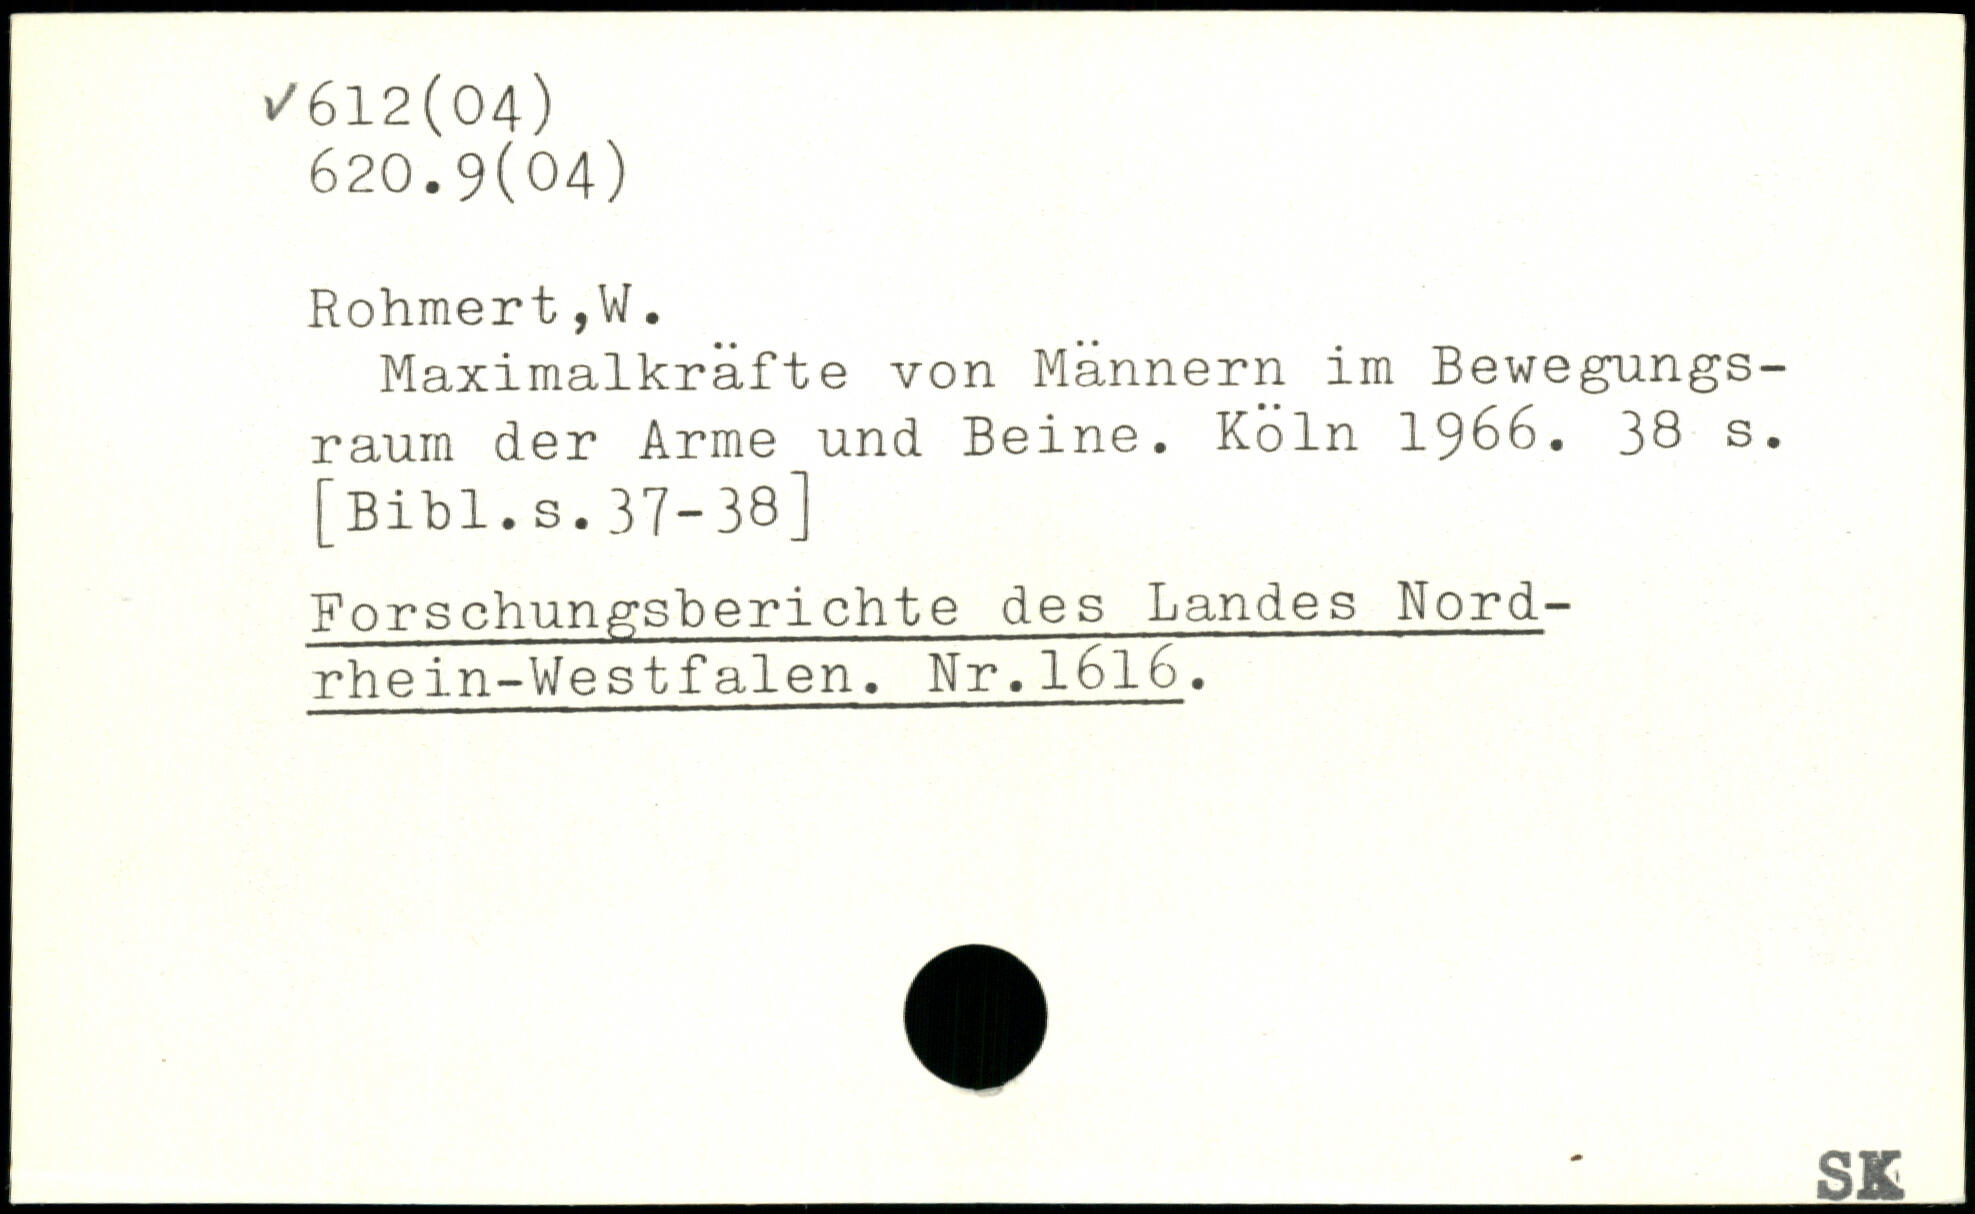 ✓612(04)
620.9(04)
Rohmert,W.
Maximalkräfte von Männern im Bewegungs-
raum der Arme und Beine. Köln 1966. 38 s.
[Bibl.s.37-38]
Forschungsberichte des Landes Nord-
rhein-Westfalen. Nr.1616.
SK